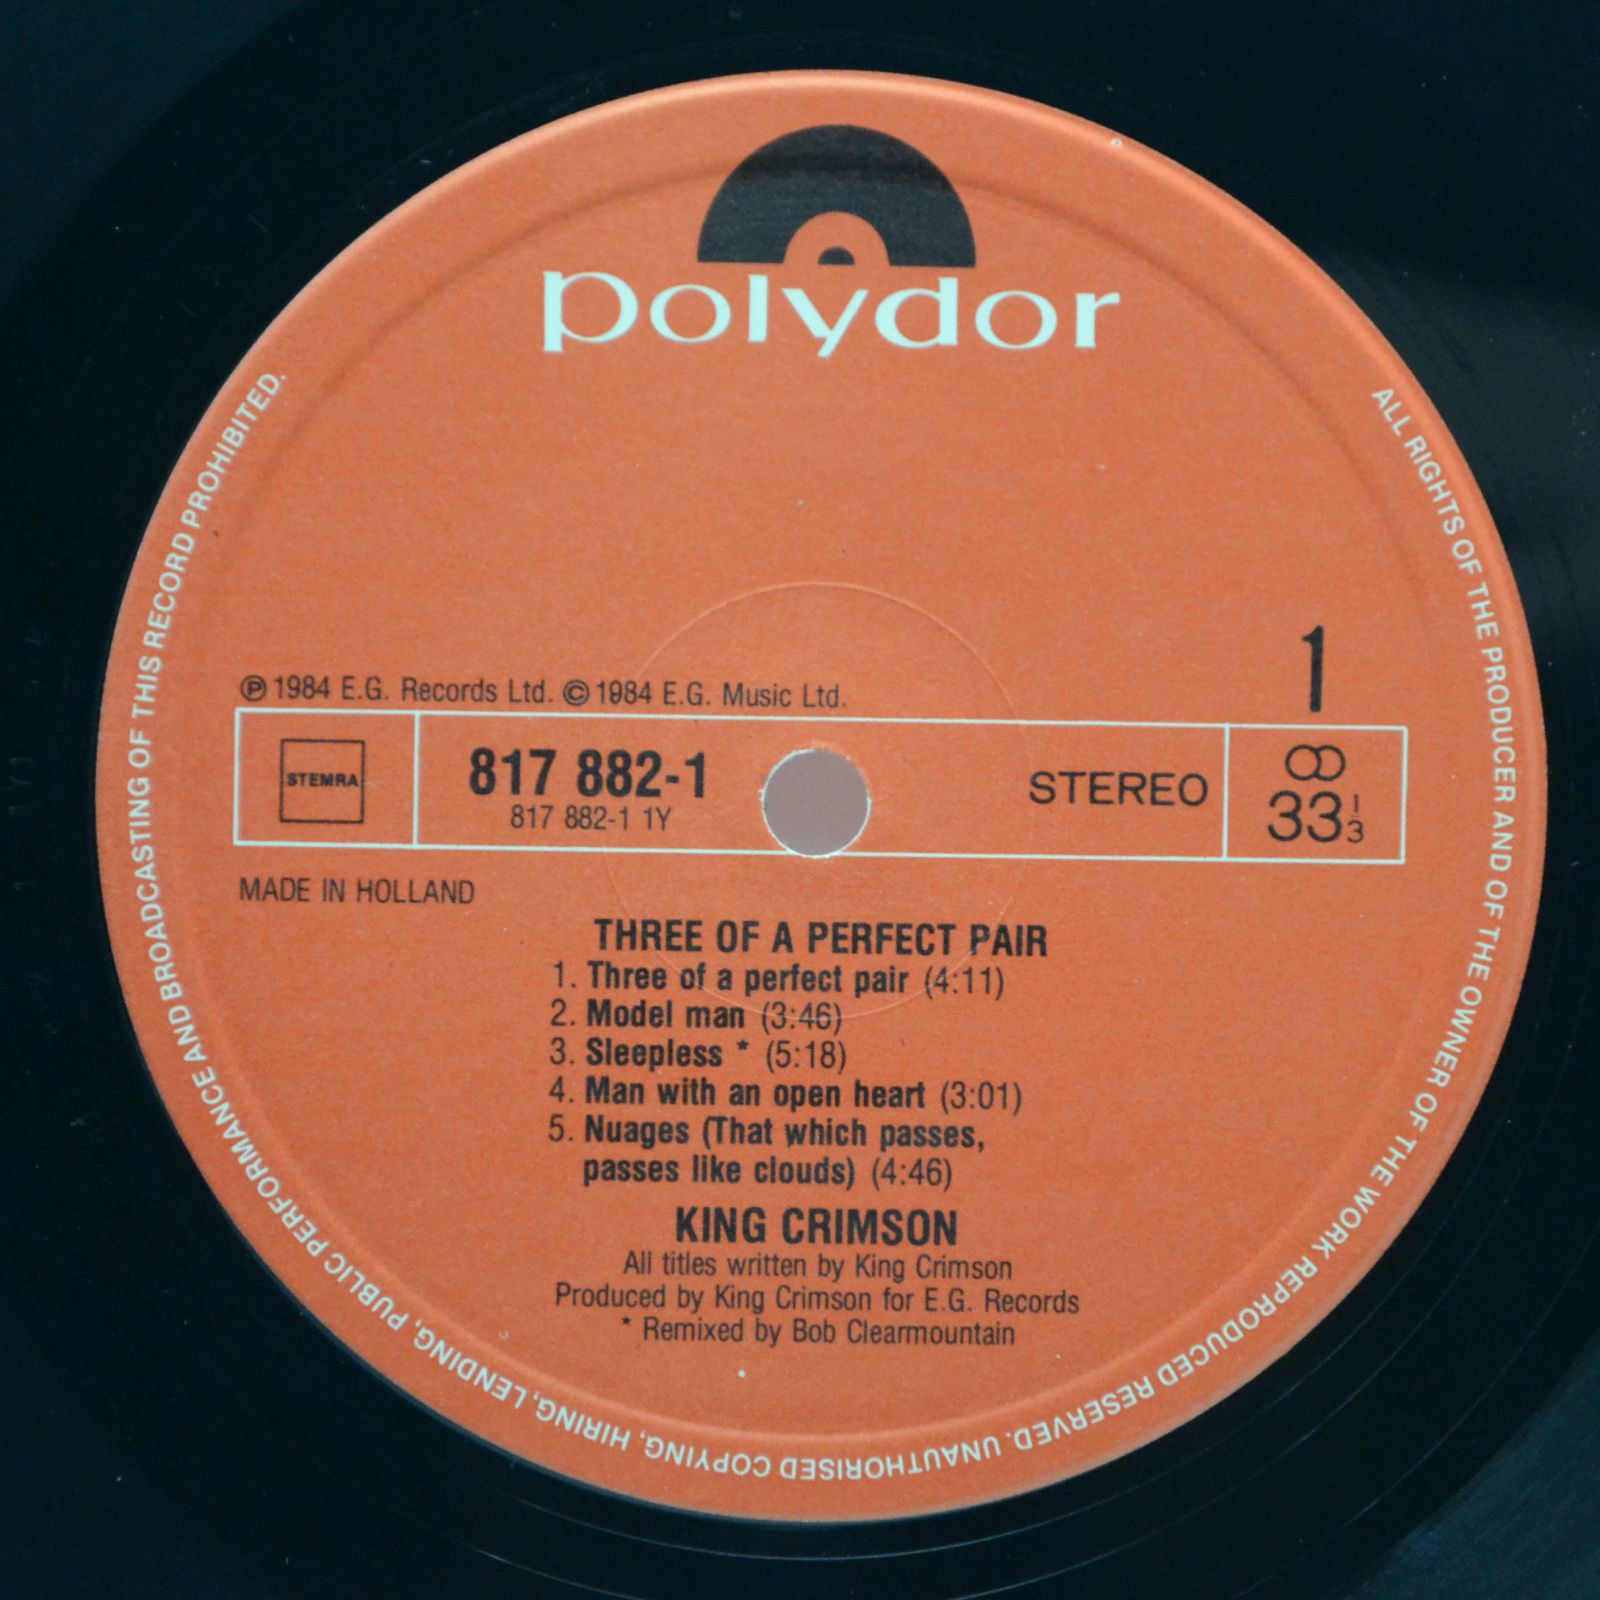 polydor
ALL RIGHTS OF THE PRODUCER AND OF THE OWNER OF THE WORK REPRODUCED RESERVED. UNAUTHORISED COPYING, HIRING, LENDING, PUBLIC PERFORMANCE AND BROADCASTING OF THIS RECORD PROHIBITED.
1
Ⓟ 1984 E.G. Records Ltd. © 1984 E.G. Music Ltd.
STEMRA
817 882-1
817 882-1 1Y
STEREO
33 1/3
MADE IN HOLLAND
THREE OF A PERFECT PAIR
1. Three of a perfect pair (4:11)
2. Model man (3:46)
3. Sleepless * (5:18)
4. Man with an open heart (3:01)
5. Nuages (That which passes,
passes like clouds) (4:46)
KING CRIMSON
All titles written by King Crimson
Produced by King Crimson for E.G. Records
* Remixed by Bob Clearmountain